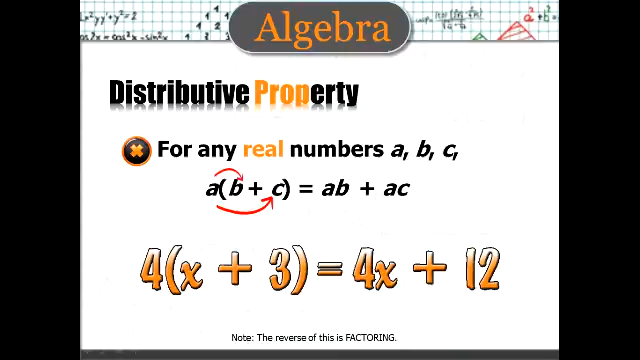 Algebra
Distributive Property
For any real numbers a, b, c,
a(b + c) = ab + ac
4(x + 3) = 4x + 12
Note: The reverse of this is FACTORING.